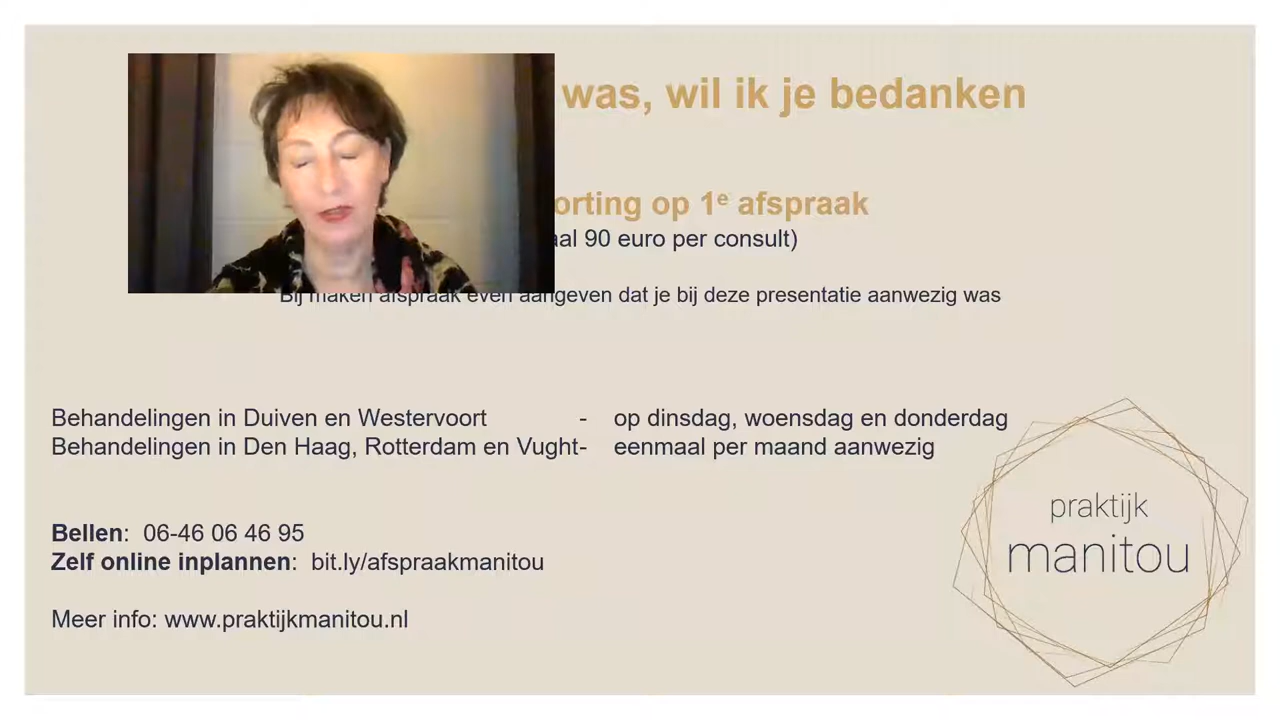 was, wil ik je bedanken
orting op 1e afspraak
aal 90 euro per consult)
Bij maken afspraak even aangeven dat je bij deze presentatie aanwezig was
Behandelingen in Duiven en Westervoort - op dinsdag, woensdag en donderdag
Behandelingen in Den Haag, Rotterdam en Vught- eenmaal per maand aanwezig
praktijk
manitou
Bellen: 06-46 06 46 95
Zelf online inplannen: bit.ly/afspraakmanitou
Meer info: www.praktijkmanitou.nl